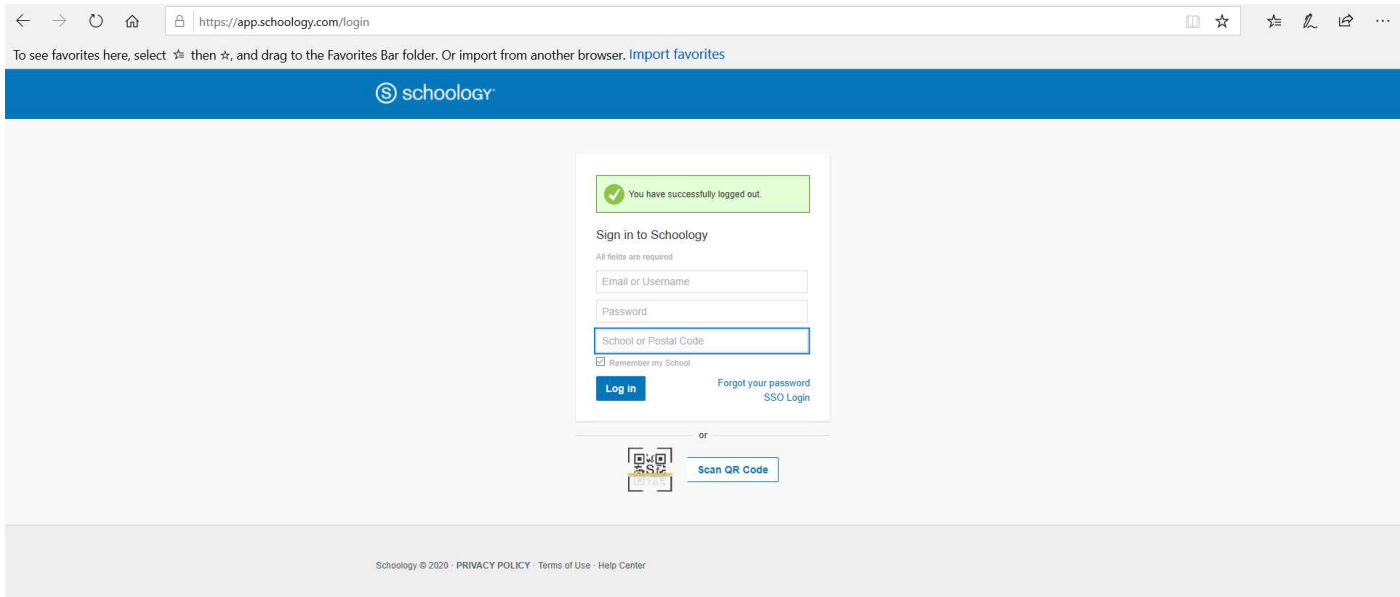 https://app.schoology.com/login
To see favorites here, select then, and drag to the Favorites Bar folder. Or import from another browser. Import favorites
S schoology
You have successfully logged out.
Sign in to Schoology
All fields are required
Email or Username
Password
School or Postal Code
Remember my School
Log in Forgot your password
SSO Login
or
S
Scan QR Code
Schoology © 2020 · PRIVACY POLICY · Terms of Use · Help Center